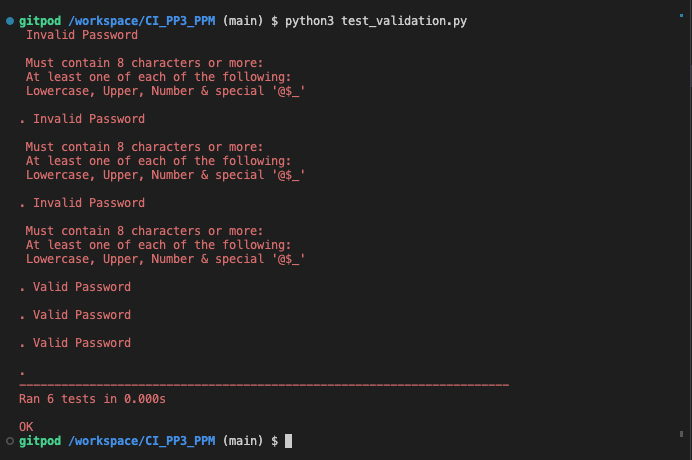 gitpod /workspace/CI_PP3_PPM (main) $ python3 test_validation.py
Invalid Password
Must contain 8 characters or more:
At least one of each of the following:
Lowercase, Upper, Number & special '@$_'
. Invalid Password
Must contain 8 characters or more:
At least one of each of the following:
Lowercase, Upper, Number & special '@$_'
. Invalid Password
Must contain 8 characters or more:
At least one of each of the following:
Lowercase, Upper, Number & special '@$_'
. Valid Password
. Valid Password
. Valid Password
.
----------------------------------------------------------------------
Ran 6 tests in 0.000s
OK
gitpod /workspace/CI_PP3_PPM (main) $